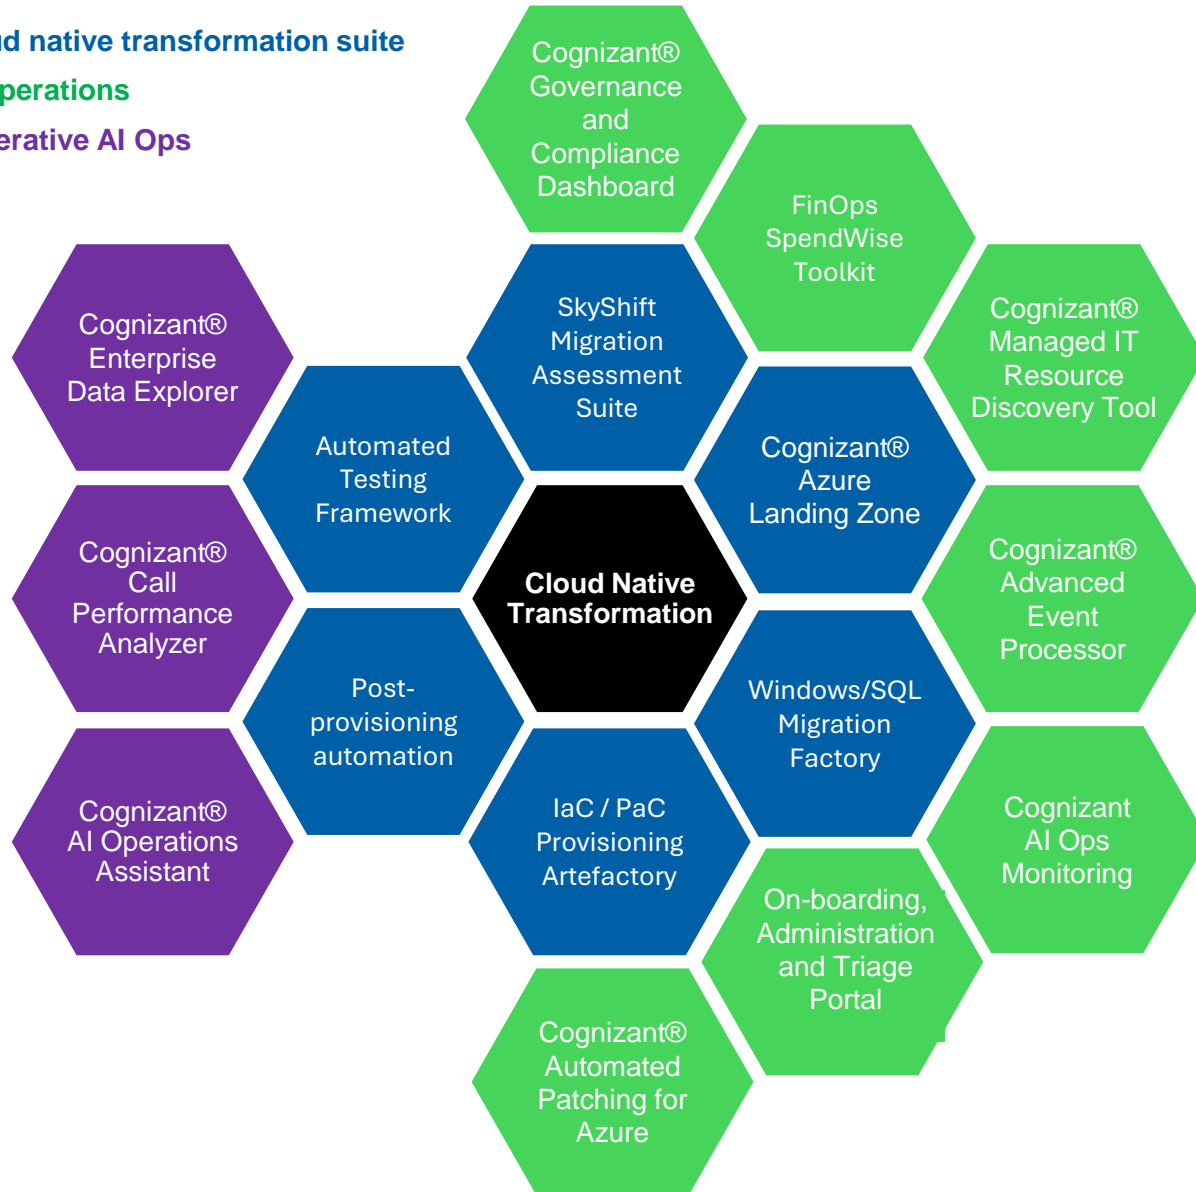 ud native transformation suite
perations
erative AI Ops
Cognizant®
Governance
and
Compliance
Dashboard
FinOps
SpendWise
Toolkit
Cognizant®
Enterprise
Data Explorer
SkyShift
Migration
Assessment
Suite
Cognizant®
Managed IT
Resource
Discovery Tool
Automated
Testing
Framework
Cognizant®
Azure
Landing Zone
Cognizant®
Call
Performance
Analyzer
Cloud Native
Transformation
Cognizant®
Advanced
Event
Processor
Post-
provisioning
automation
Windows/SQL
Migration
Factory
Cognizant®
AI Operations
Assistant
IaC / PaC
Provisioning
Artefactory
Cognizant
AI Ops
Monitoring
On-boarding,
Administration
and Triage
Portal
Cognizant®
Automated
Patching for
Azure